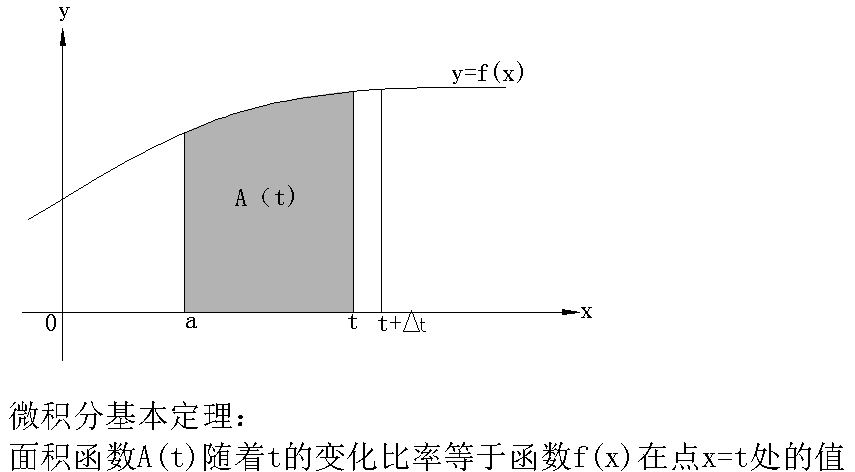 y
y=f(x)
A(t)
0
a
t
t+△t
x
微积分基本定理:
面积函数A(t)随着t的变化比率等于函数f(x)在点x=t处的值